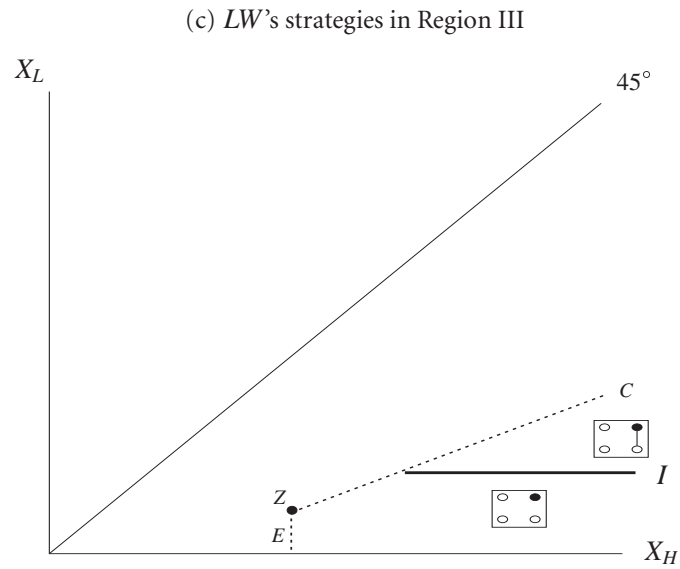 (c) LW's strategies in Region III
X_L
45°
C
I
Z
E
X_H